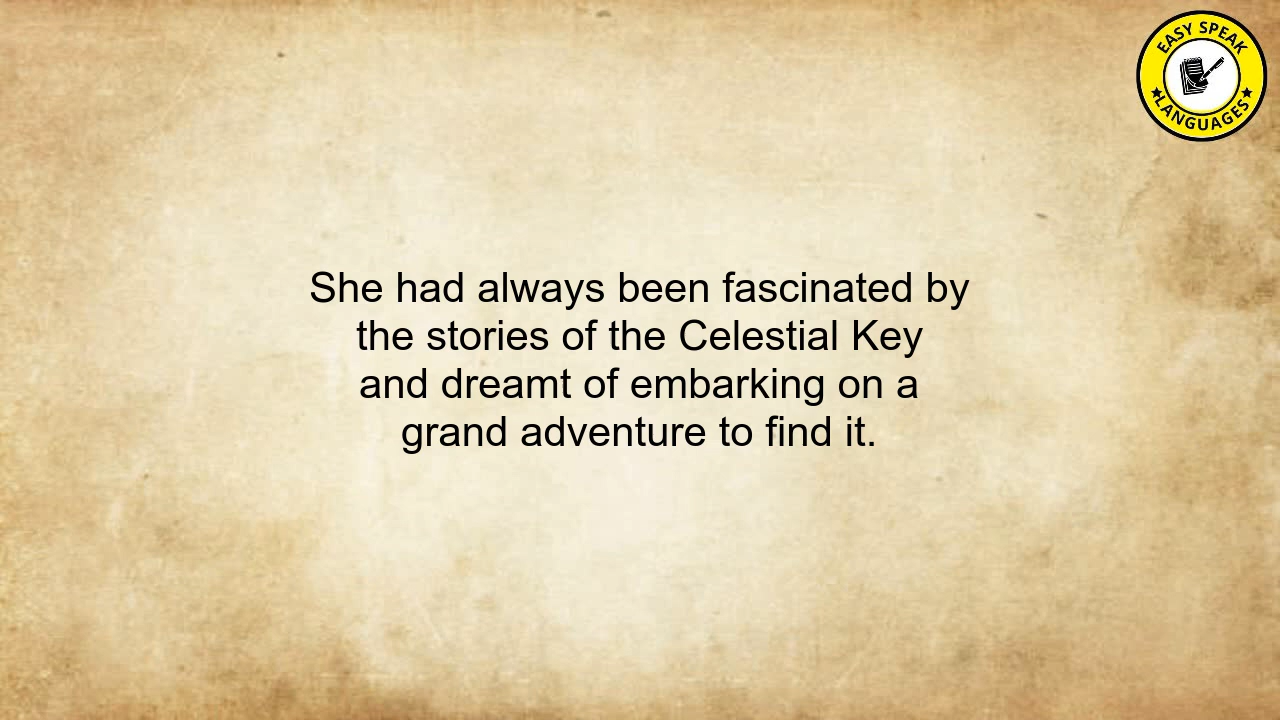 EASY SPEAK
LANGUAGES
She had always been fascinated by
the stories of the Celestial Key
and dreamt of embarking on a
grand adventure to find it.